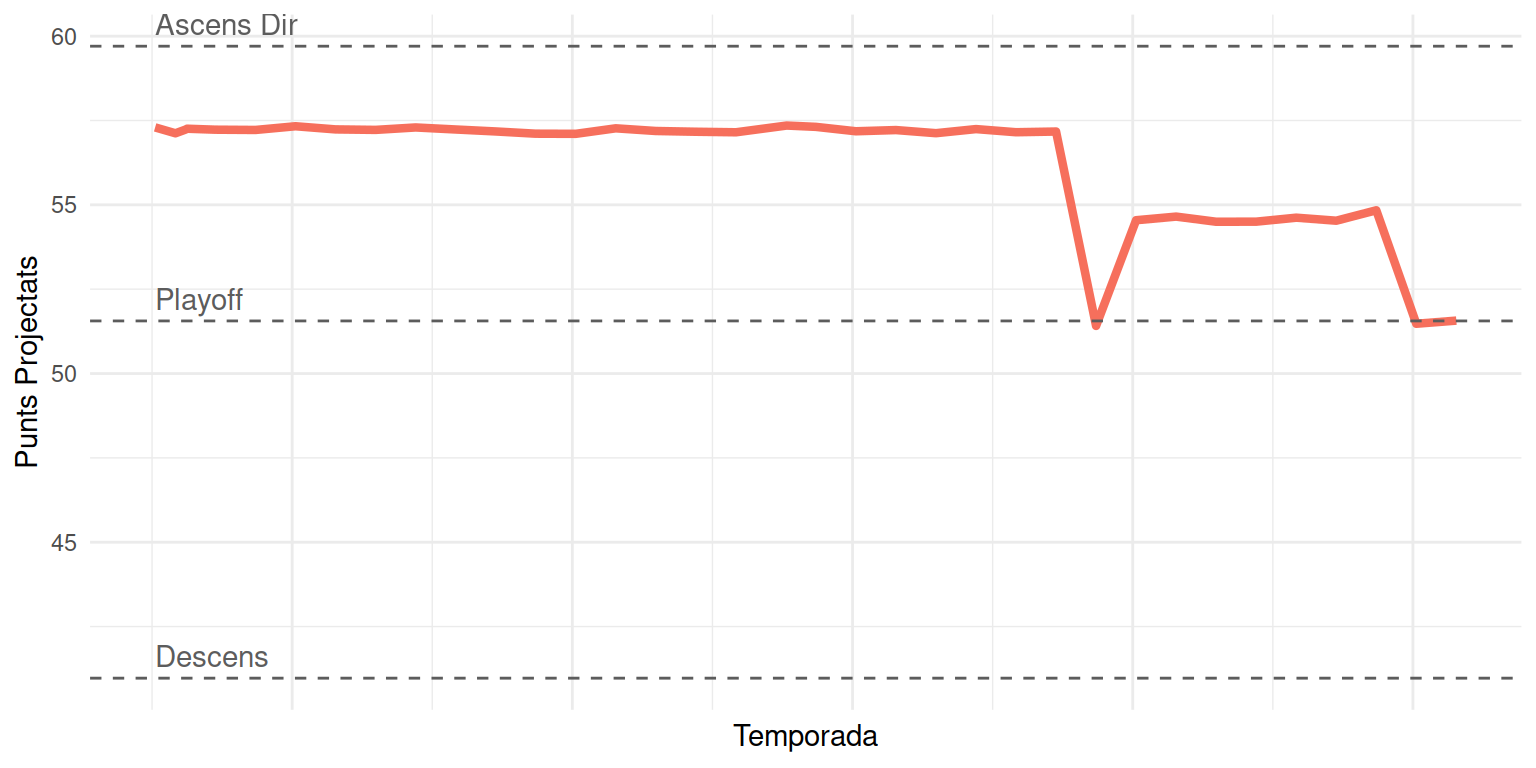 Ascens Dir
60
55
Playoff
50
45
Descens
Punts Projectats
Temporada